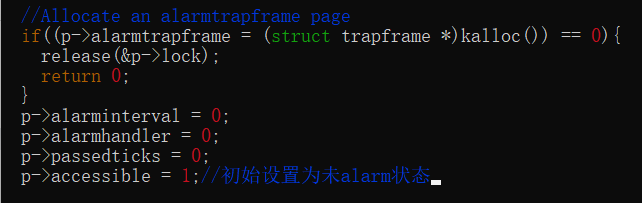 //Allocate an alarmtrapframe page
if((p->alarmtrapframe = (struct trapframe *)kalloc()) == 0){
release(&p->lock);
return 0;
}
p->alarminterval = 0;
p->alarmhandler = 0;
p->passedticks = 0;
p->accessible = 1;//初始设置为未alarm状态